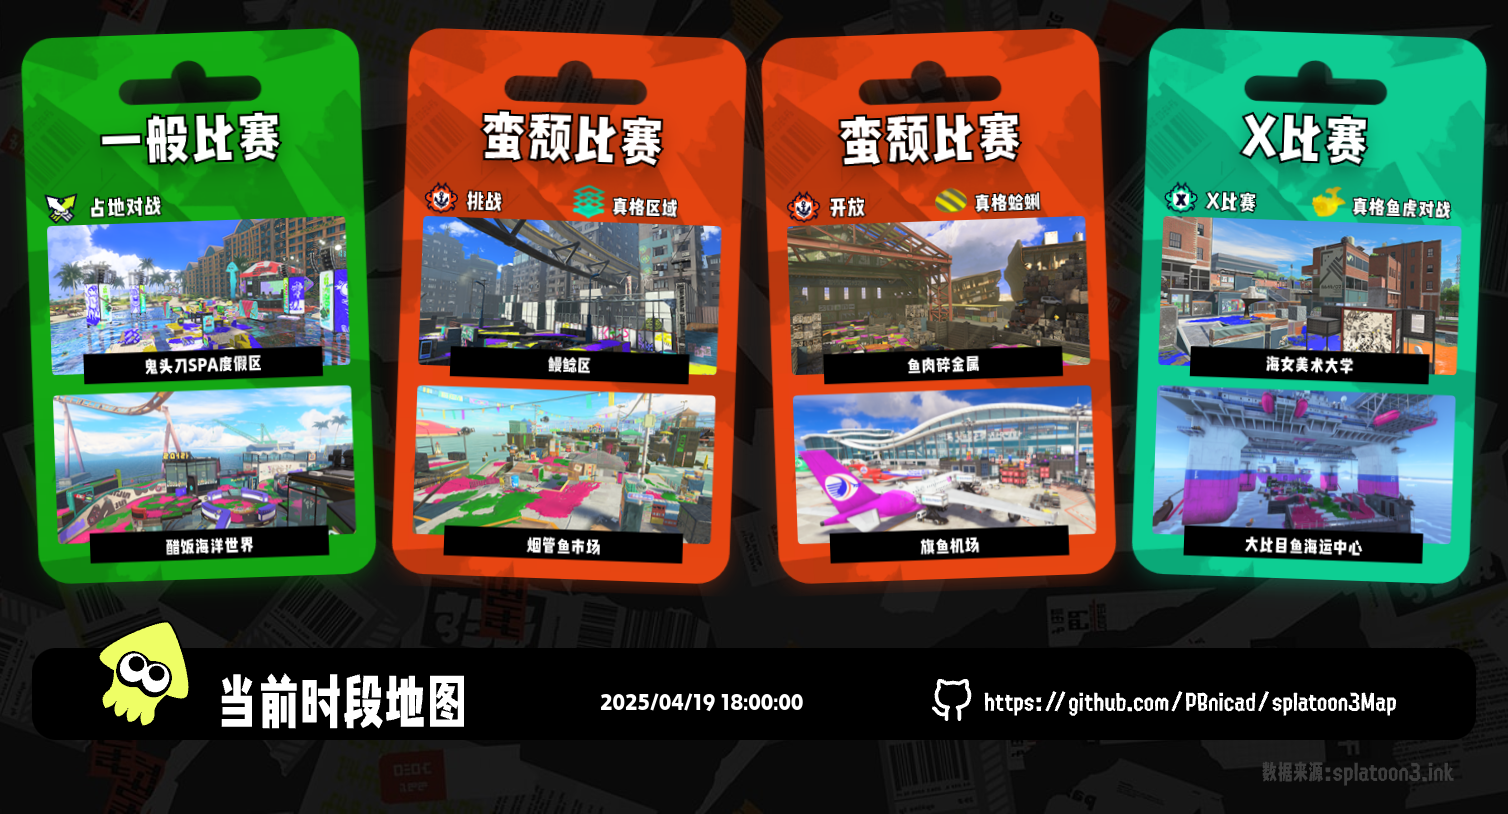 一般比赛
占地对战
鬼头刀SPA度假区
醋饭海洋世界
蛮颓比赛
挑战
真格区域
鳗鲶区
烟管鱼市场
蛮颓比赛
开放
真格蛤蜊
鱼肉碎金属
旗鱼机场
X比赛
X比赛
真格鱼虎对战
海女美术大学
大比目鱼海运中心
当前时段地图
2025/04/19 18:00:00
https://github.com/PBnicad/splatoon3Map
数据来源:splatoon3.ink